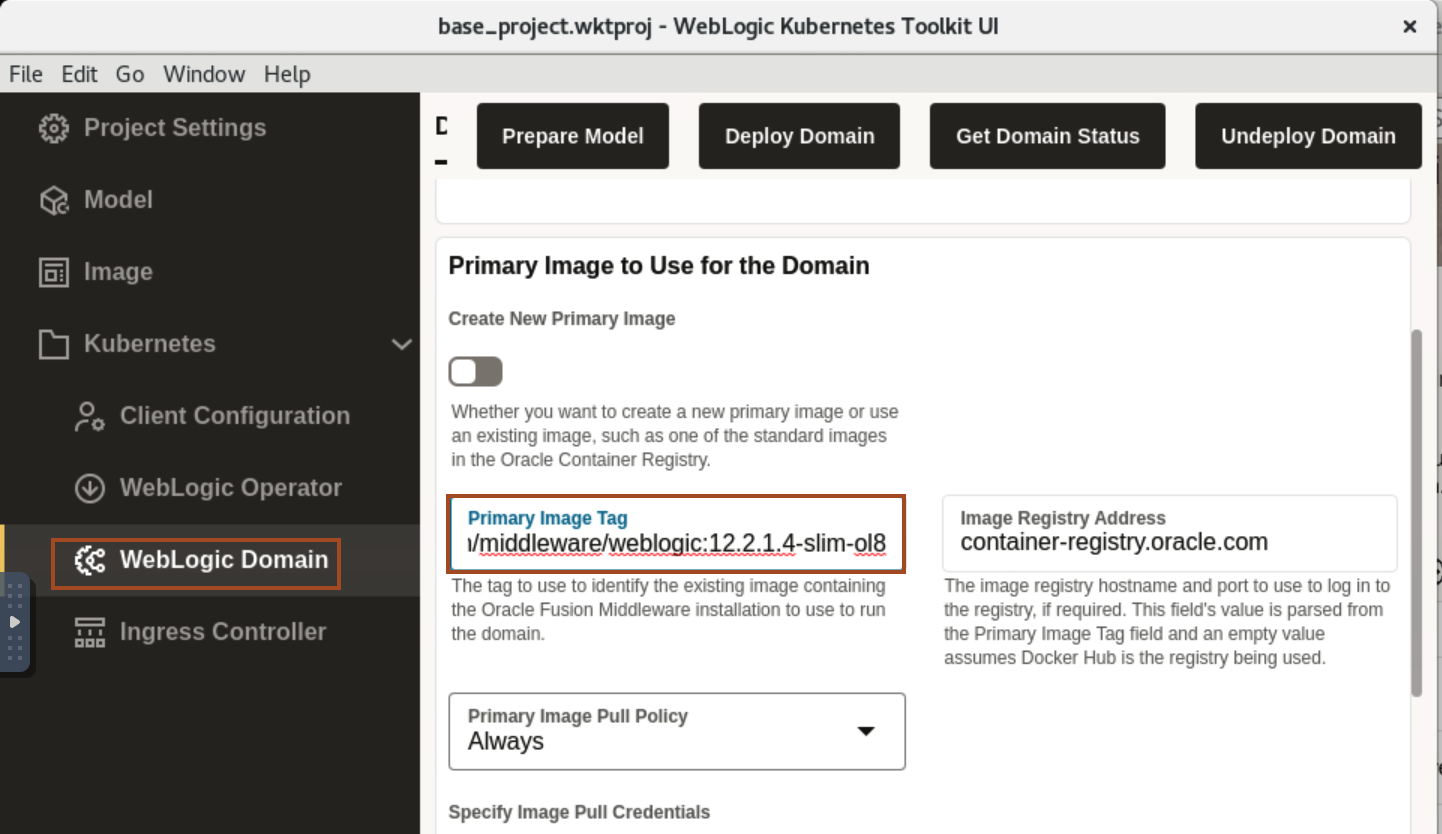 base_project.wktproj - WebLogic Kubernetes Toolkit UI
File Edit Go Window Help
Project Settings
Model
Image
Kubernetes
Client Configuration
WebLogic Operator
WebLogic Domain
Ingress Controller
Prepare Model
Deploy Domain
Get Domain Status
Undeploy Domain
Primary Image to Use for the Domain
Create New Primary Image
Whether you want to create a new primary image or use
an existing image, such as one of the standard images
in the Oracle Container Registry.
Primary Image Tag
/middleware/weblogic:12.2.1.4-slim-ol8
The tag to use to identify the existing image containing
the Oracle Fusion Middleware installation to use to run
the domain.
Image Registry Address
container-registry.oracle.com
The image registry hostname and port to use to log in to
the registry, if required. This field's value is parsed from
the Primary Image Tag field and an empty value
assumes Docker Hub is the registry being used.
Primary Image Pull Policy
Always
Specify Image Pull Credentials